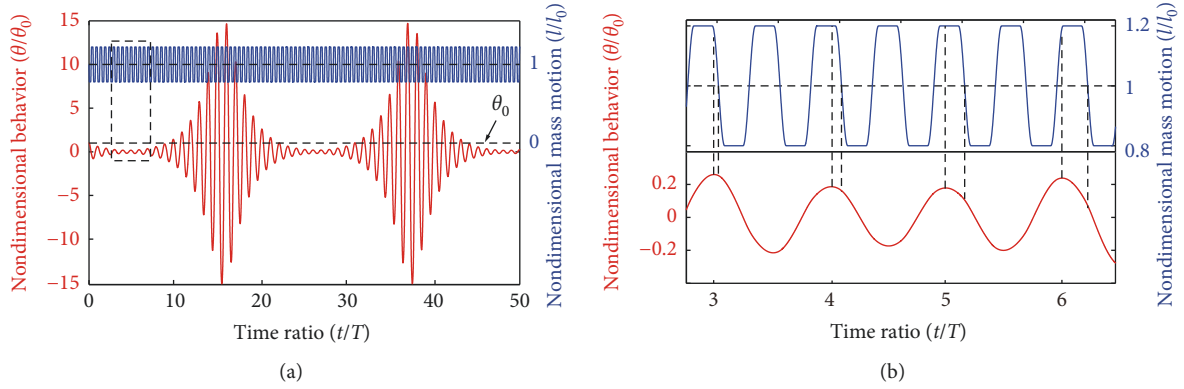 Nondimensional behavior (θ/θ0)
15
10
5
0
−5
−10
−15
0
10
20
30
40
50
Time ratio (t/T)
θ0
1
0
Nondimensional mass motion (l/l0)
(a)
Nondimensional behavior (θ/θ0)
0.2
0
−0.2
3
4
5
6
Time ratio (t/T)
1.2
1
0.8
Nondimensional mass motion (l/l0)
(b)